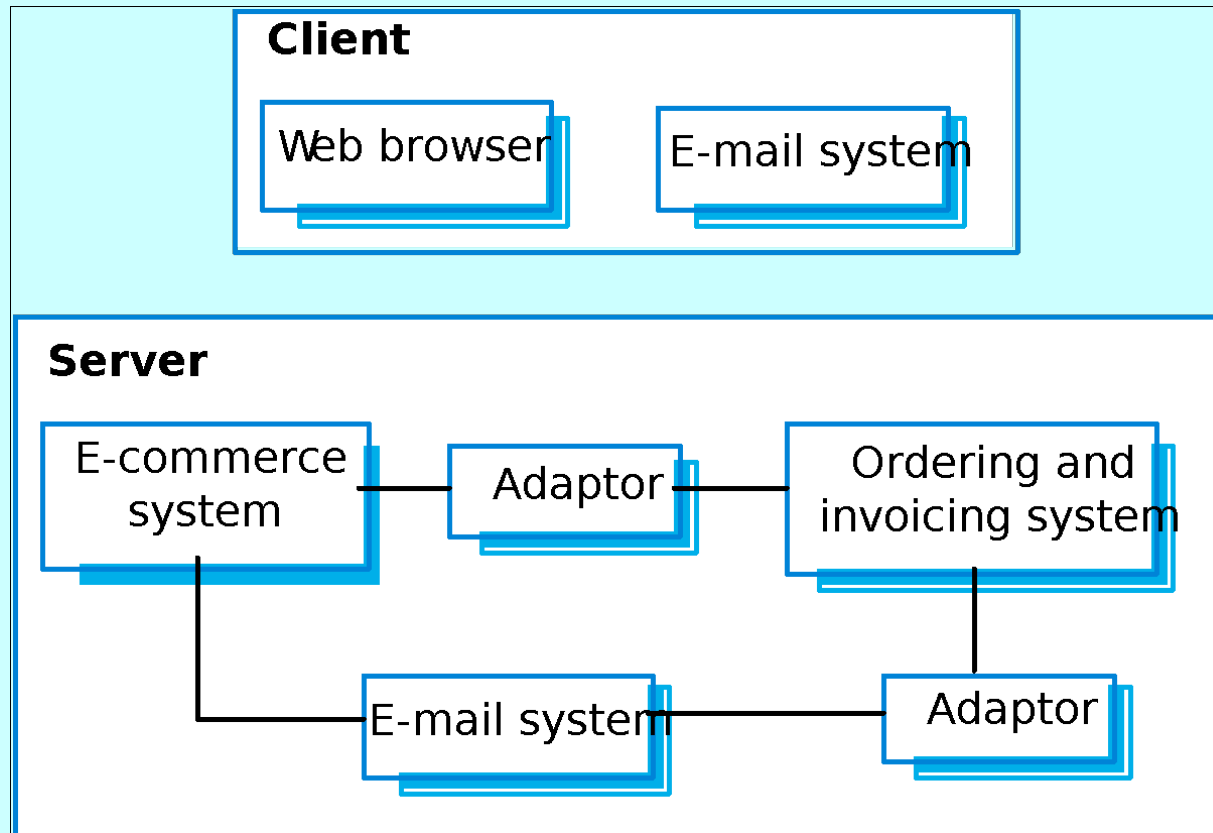 Client
Web browser
E-mail system
Server
E-commerce
system
Adaptor
Ordering and
invoicing system
E-mail system
Adaptor